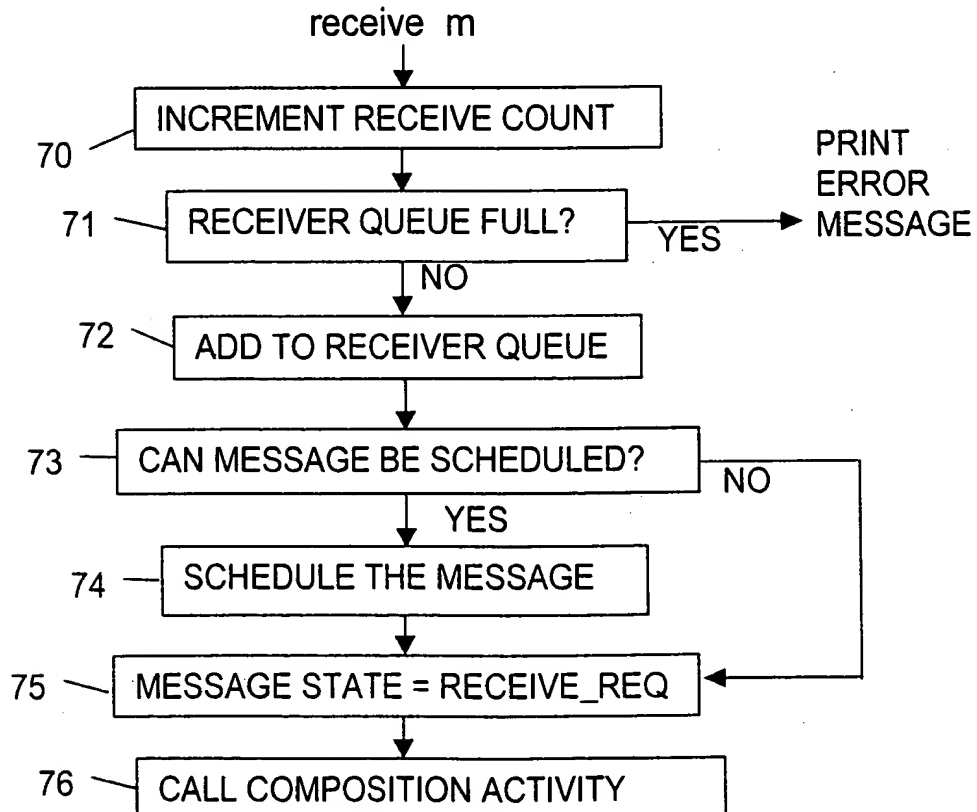 receive m
INCREMENT RECEIVE COUNT
70
PRINT
ERROR
MESSAGE
RECEIVER QUEUE FULL?
71
YES
NO
72
ADD TO RECEIVER QUEUE
73
CAN MESSAGE BE SCHEDULED?
NO
YES
74
SCHEDULE THE MESSAGE
75
MESSAGE STATE = RECEIVE_REQ
76
CALL COMPOSITION ACTIVITY